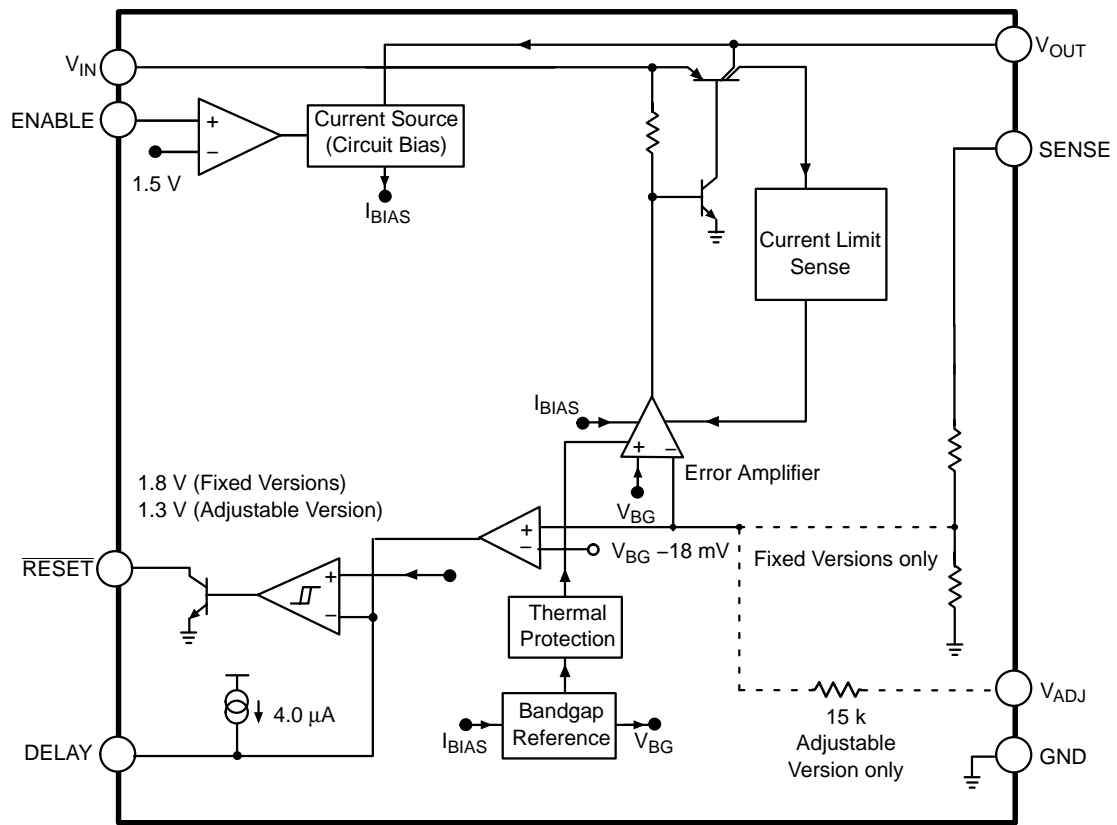 V_IN
V_OUT
ENABLE
+
−
1.5 V
Current Source
(Circuit Bias)
I_BIAS
SENSE
Current Limit
Sense
I_BIAS
+
−
Error Amplifier
V_BG
1.8 V (Fixed Versions)
1.3 V (Adjustable Version)
+
−
V_BG −18 mV
Fixed Versions only
RESET
+
−
Thermal
Protection
4.0 μA
I_BIAS
Bandgap
Reference
V_BG
15 k
Adjustable
Version only
V_ADJ
DELAY
GND